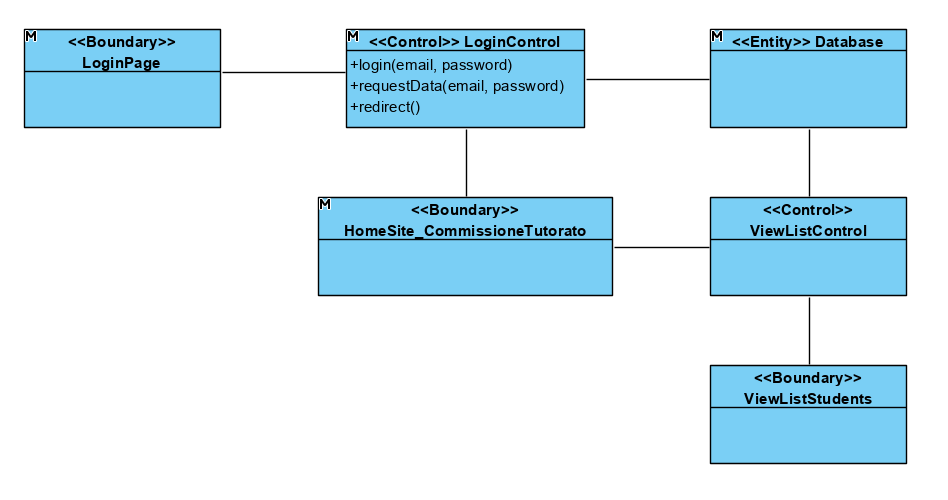 M
<<Boundary>>
LoginPage
M
<<Control>> LoginControl
+login(email, password)
+requestData(email, password)
+redirect()
M
<<Entity>> Database
M
<<Boundary>>
HomeSite_CommissioneTutorato
<<Control>>
ViewListControl
<<Boundary>>
ViewListStudents